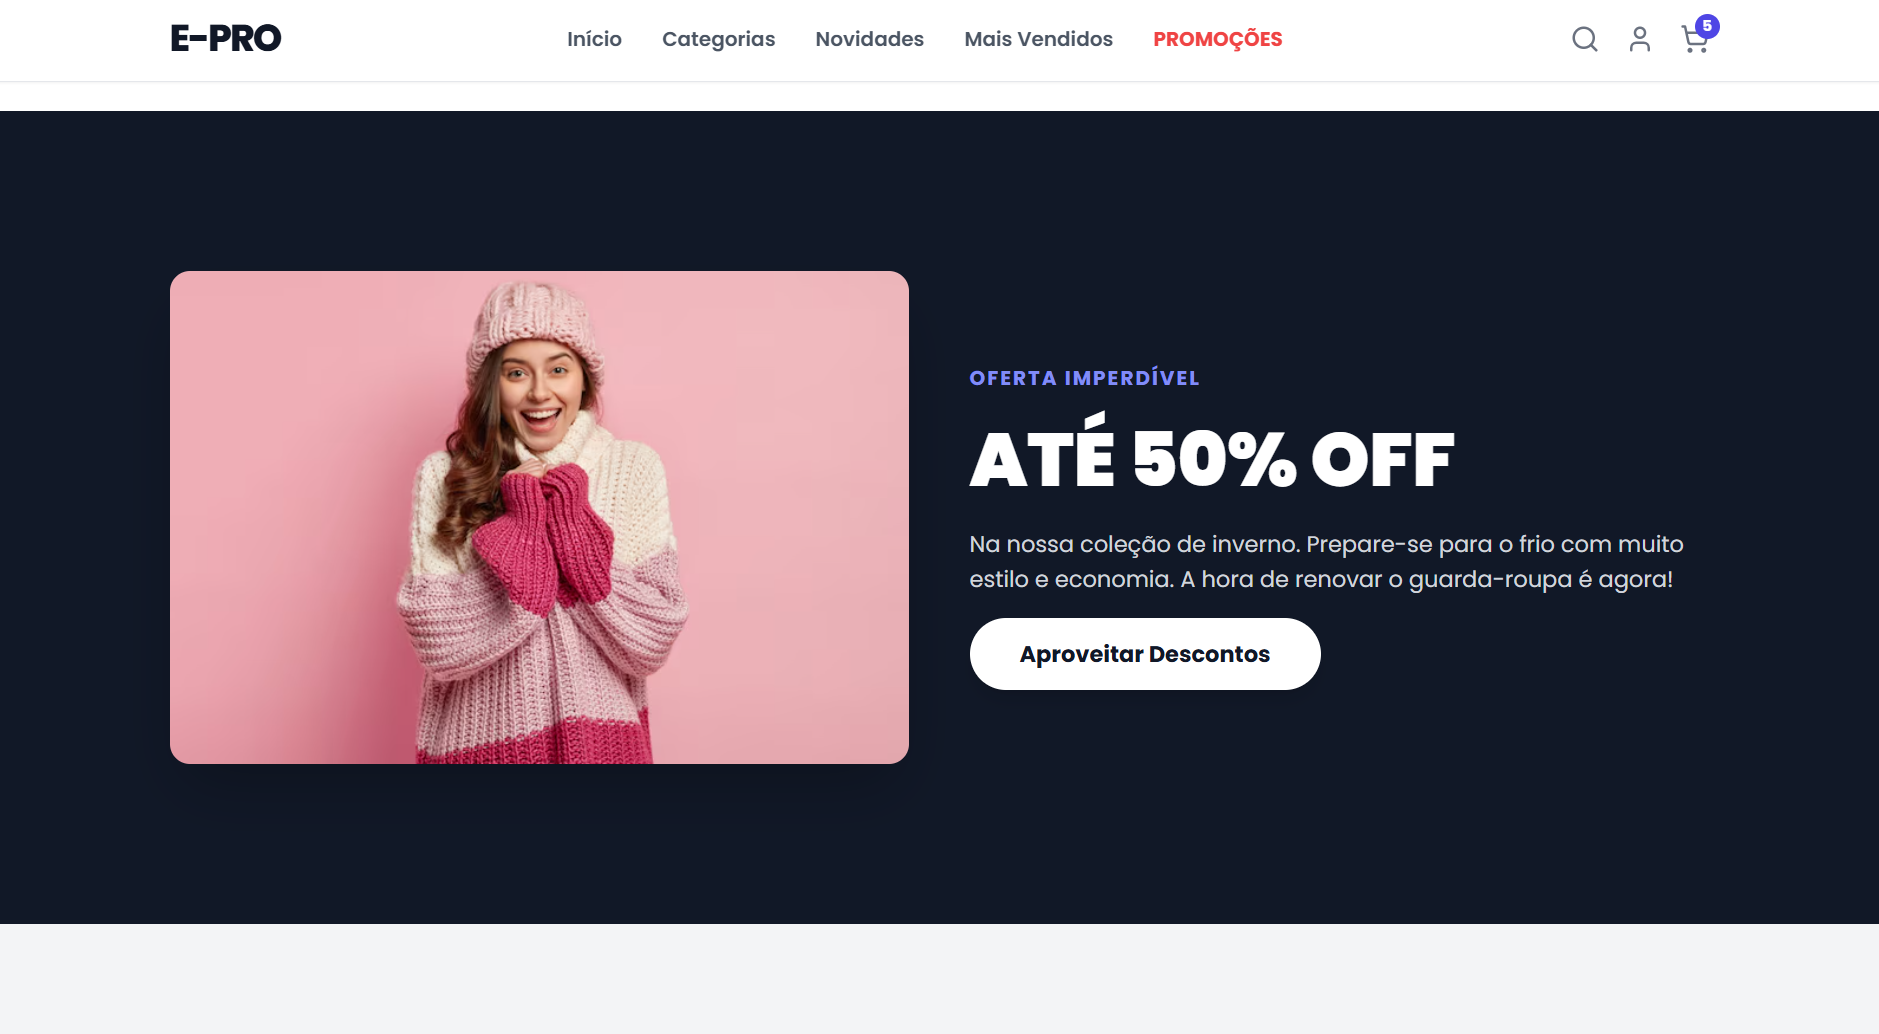 E-PRO
Início
Categorias
Novidades
Mais Vendidos
PROMOÇÕES
5
OFERTA IMPERDÍVEL
ATÉ 50% OFF
Na nossa coleção de inverno. Prepare-se para o frio com muito
estilo e economia. A hora de renovar o guarda-roupa é agora!
Aproveitar Descontos